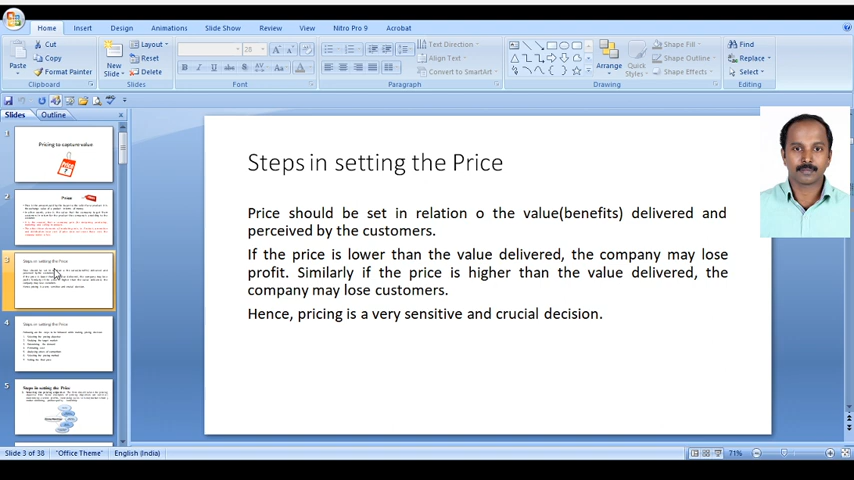 Home Insert Design Animations Slide Show Review View Nitro Pro 9 Acrobat
Paste
Cut
Copy
Format Painter
Clipboard
New
Slide
Layout
Reset
Delete
Slides
28
Font
Paragraph
Text Direction
Align Text
Convert to SmartArt
Arrange
Quick
Styles
Shape Fill
Shape Outline
Shape Effects
Drawing
Find
Replace
Select
Editing
Slides Outline
1
Pricing to capture value
2
Price
3
Steps in setting the Price
4
Steps in setting the Price
5
Steps in setting the Price
Steps in setting the Price
Price should be set in relation o the value(benefits) delivered and
perceived by the customers.
If the price is lower than the value delivered, the company may lose
profit. Similarly if the price is higher than the value delivered, the
company may lose customers.
Hence, pricing is a very sensitive and crucial decision.
Slide 3 of 38 "Office Theme" English (India) 71%